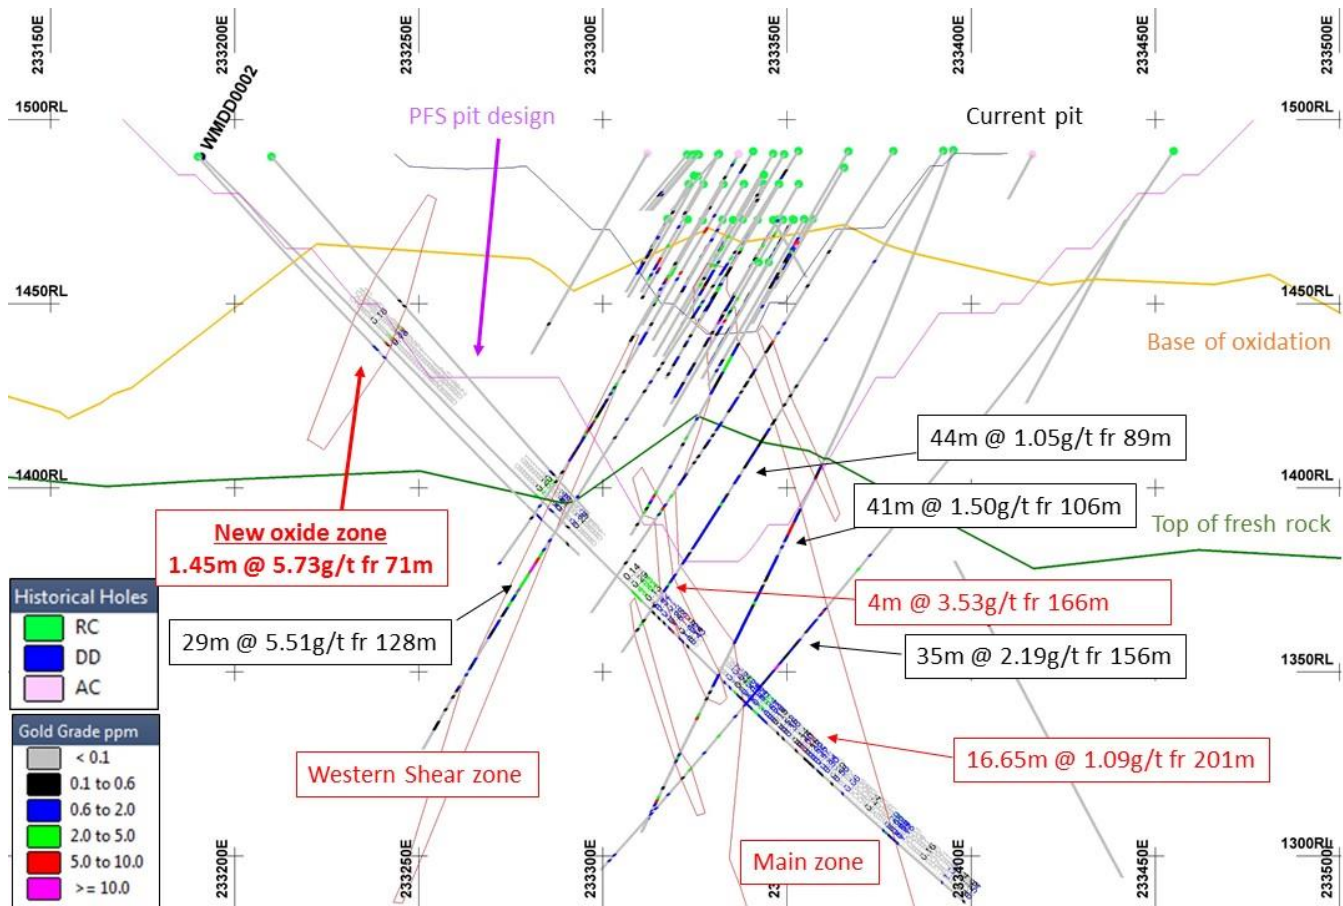 233150E
233200E
233250E
233300E
233350E
233400E
233450E
233500E
1500RL
WMDD0002
PFS pit design
Current pit
1500RL
1450RL
1450RL
Base of oxidation
44m @ 1.05g/t fr 89m
1400RL
1400RL
41m @ 1.50g/t fr 106m
Top of fresh rock
New oxide zone
1.45m @ 5.73g/t fr 71m
Historical Holes
RC
DD
AC
29m @ 5.51g/t fr 128m
4m @ 3.53g/t fr 166m
35m @ 2.19g/t fr 156m
1350RL
Gold Grade ppm
< 0.1
0.1 to 0.6
0.6 to 2.0
2.0 to 5.0
5.0 to 10.0
>= 10.0
Western Shear zone
16.65m @ 1.09g/t fr 201m
Main zone
1300RL
233200E
233250E
233300E
233350E
233400E
233450E
233500E